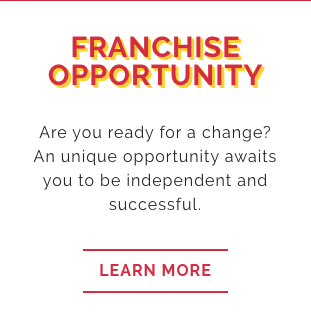 FRANCHISE
OPPORTUNITY
Are you ready for a change?
An unique opportunity awaits
you to be independent and
successful.
LEARN MORE